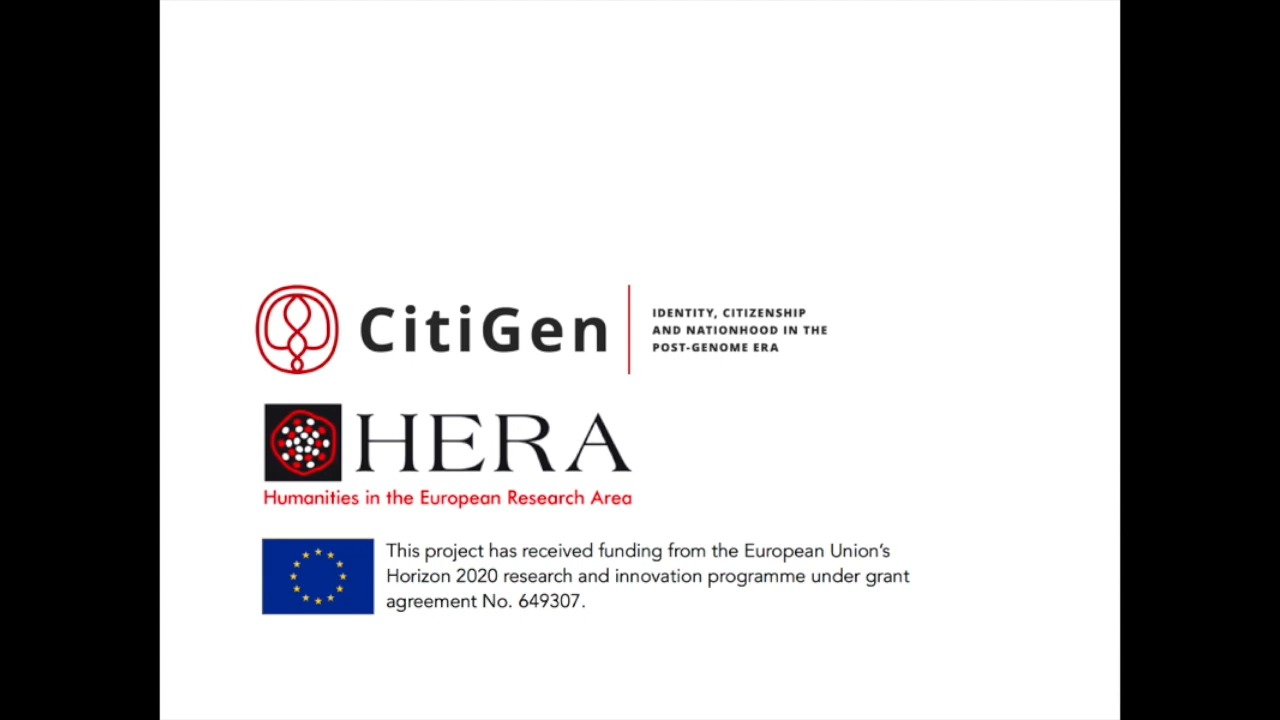 CitiGen
IDENTITY, CITIZENSHIP
AND NATIONHOOD IN THE
POST-GENOME ERA
HERA
Humanities in the European Research Area
This project has received funding from the European Union’s
Horizon 2020 research and innovation programme under grant
agreement No. 649307.